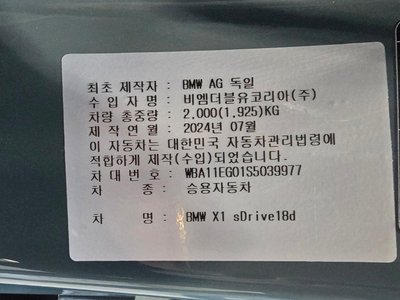 최초 제작자 : BMW AG 독일
수 입 자 명 : 비엠더블유코리아(주)
차량 총중량 : 2,000(1,925)KG
제 작 연 월 : 2024년 07월
이 자동차는 대한민국 자동차관리법령에
적합하게 제작(수입)되었습니다.
차 대 번 호 : WBA11EG01S5039977
차 종 : 승용자동차
차 명 : BMW X1 sDrive18d